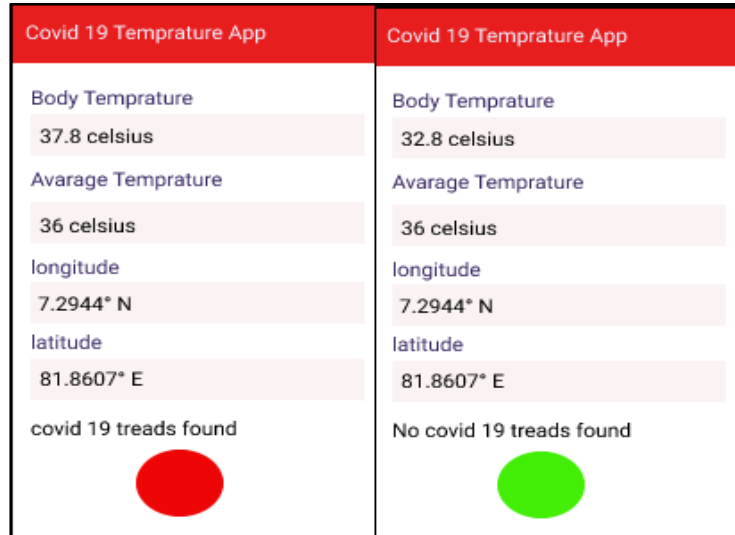 Covid 19 Temprature App
Body Temprature
37.8 celsius
Avarage Temprature
36 celsius
longitude
7.2944° N
latitude
81.8607° E
covid 19 treads found
Covid 19 Temprature App
Body Temprature
32.8 celsius
Avarage Temprature
36 celsius
longitude
7.2944° N
latitude
81.8607° E
No covid 19 treads found